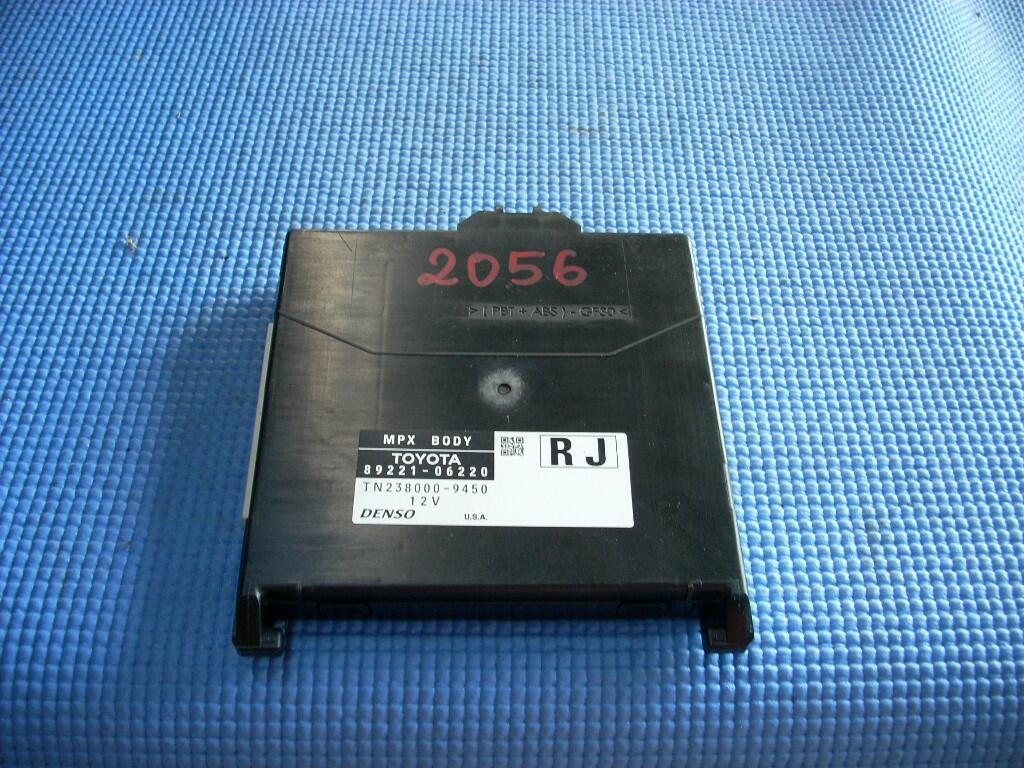 2056
> ( PBT + ABS ) - GF30 <
MPX BODY
TOYOTA
89221-06220
TN238000-9450
12V
DENSO U.S.A.
RJ